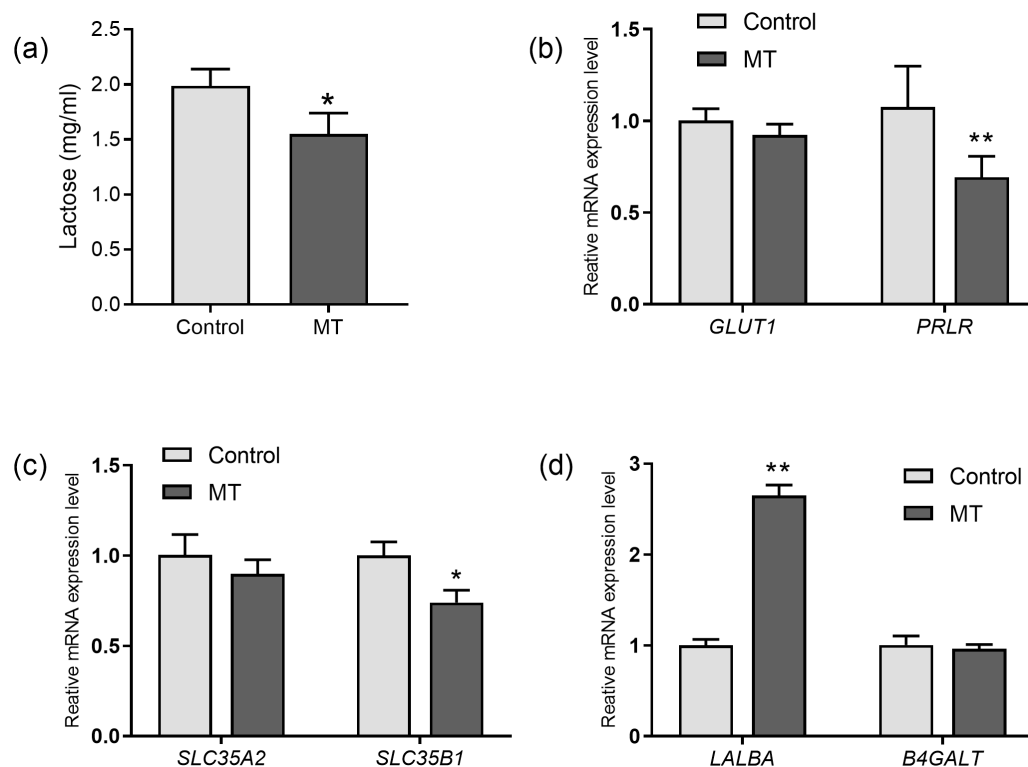 (a)
Lactose (mg/ml)
2.5
2.0
1.5
1.0
0.5
0.0
*
Control
MT
(b)
Control
MT
Reative mRNA expression level
1.5
1.0
0.5
0.0
**
GLUT1
PRLR
(c)
Control
MT
Reative mRNA expression level
1.5
1.0
0.5
0.0
*
SLC35A2
SLC35B1
(d)
Control
MT
Reative mRNA expression level
3
2
1
0
**
LALBA
B4GALT